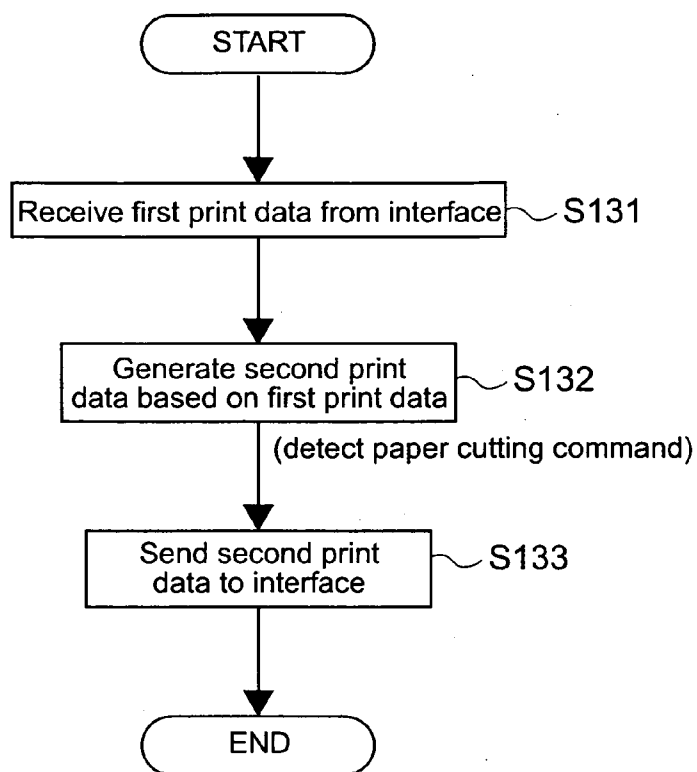 START
Receive first print data from interface S131
Generate second print
data based on first print data S132
(detect paper cutting command)
Send second print
data to interface S133
END